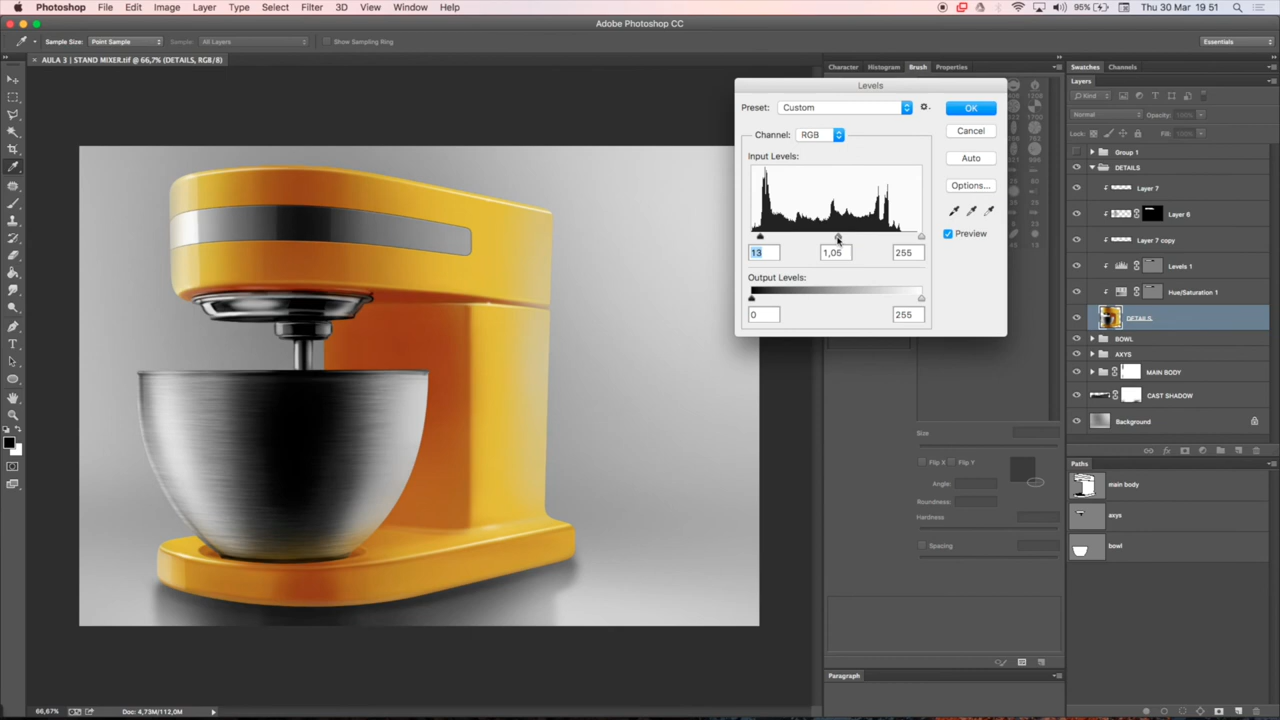 Photoshop File Edit Image Layer Type Select Filter 3D View Window Help 95% Thu 30 Mar 19 51
Adobe Photoshop CC
Sample Size: Point Sample Sample: All Layers Show Sampling Ring Essentials
× AULA 3 | STAND MIXER.tif @ 66,7% (DETAILS, RGB/8)
Character Histogram Brush Properties
Swatches Channels
Layers
Kind
Normal Opacity:
Lock: Fill:
Group 1
DETAILS
Layer 7
Layer 6
Layer 7 copy
Levels 1
Hue/Saturation 1
DETAILS
BOWL
AXYS
MAIN BODY
CAST SHADOW
Background
Levels
Preset: Custom
OK
Channel: RGB
Cancel
Input Levels:
Auto
Options...
Preview
13 1,05 255
Output Levels:
0 255
Size
Flip X Flip Y
Angle:
Roundness:
Hardness
Spacing
Paths
main body
axys
bowl
Paragraph
66,67% Doc: 4,73M/112,0M